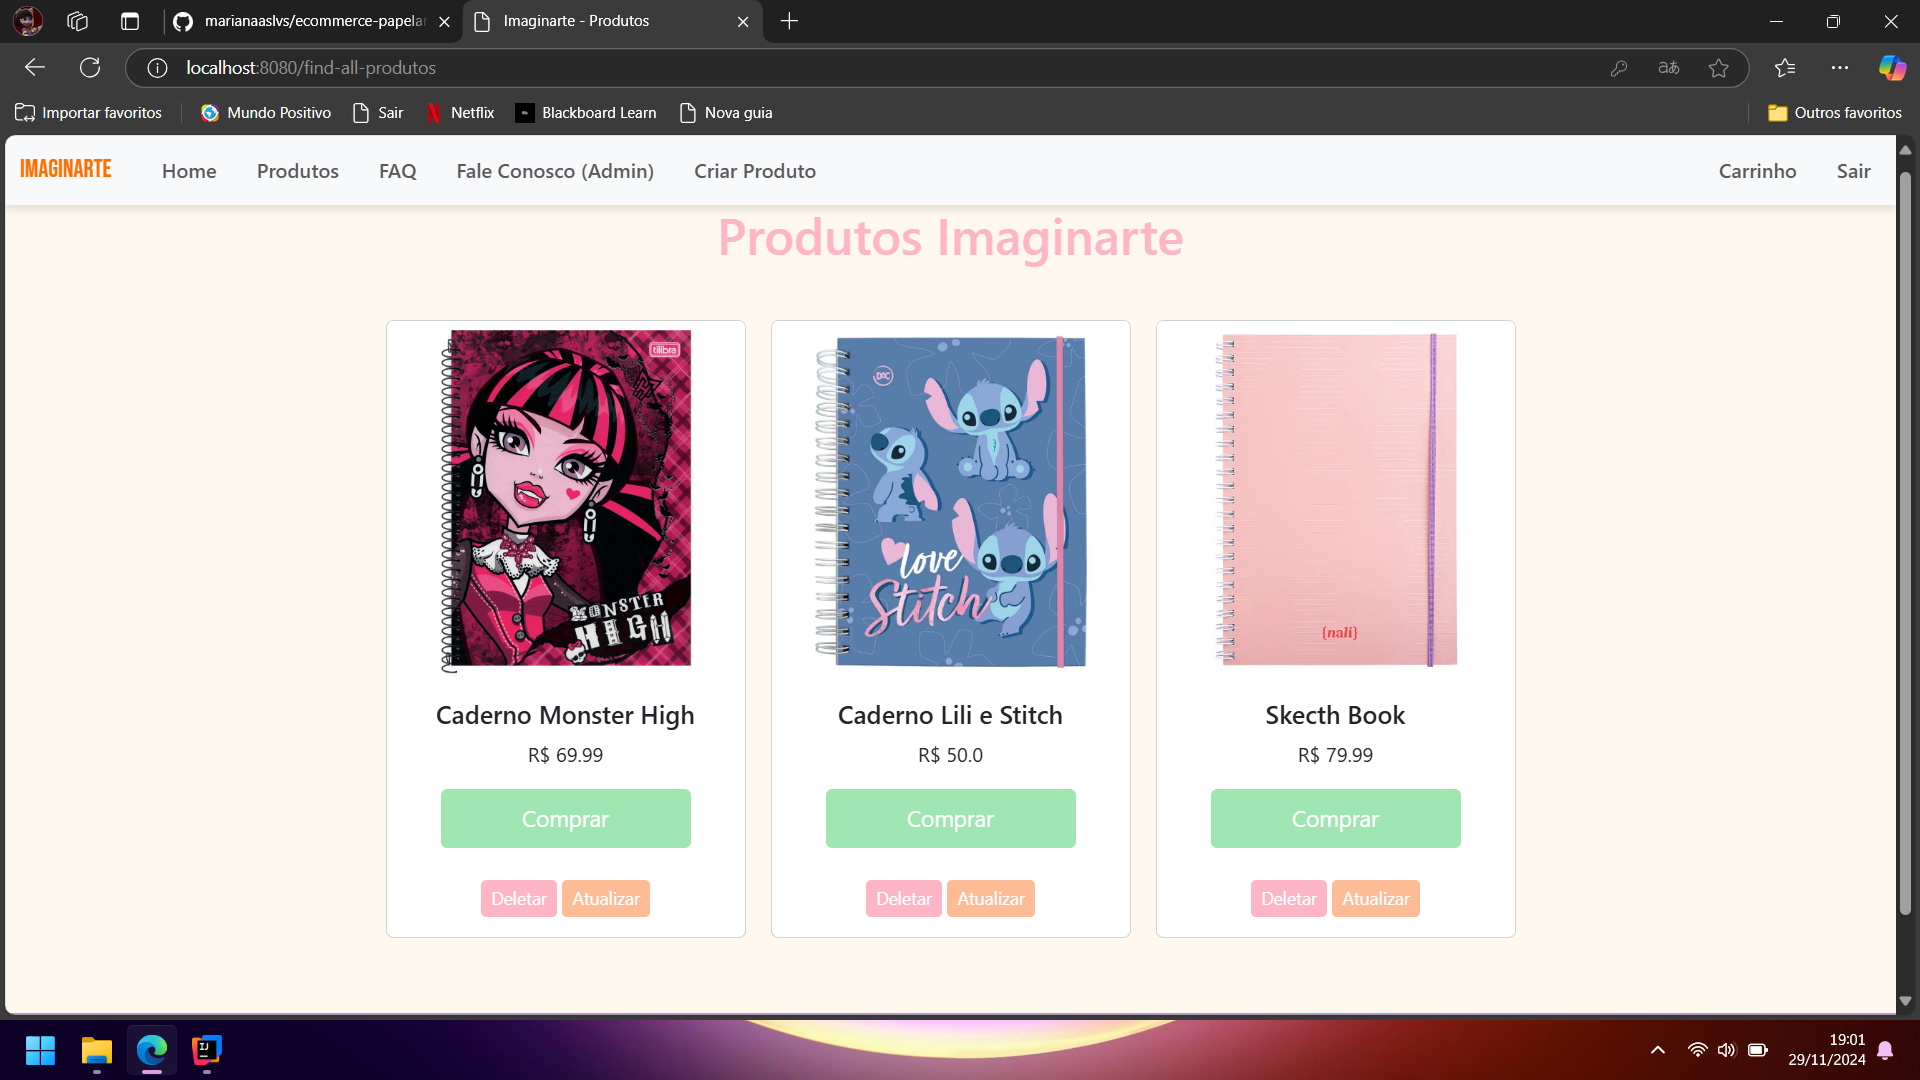 marianaaslvs/ecommerce-papelar
Imaginarte - Produtos
localhost:8080/find-all-produtos
Importar favoritos
Mundo Positivo
Sair
Netflix
Blackboard Learn
Nova guia
Outros favoritos
IMAGINARTE
Home
Produtos
FAQ
Fale Conosco (Admin)
Criar Produto
Carrinho
Sair
Produtos Imaginarte
tilibra
MONSTER
HIGH
Caderno Monster High
R$ 69.99
Comprar
Deletar
Atualizar
DAC
love
Stitch
Caderno Lili e Stitch
R$ 50.0
Comprar
Deletar
Atualizar
{nali}
Skecth Book
R$ 79.99
Comprar
Deletar
Atualizar
19:01
29/11/2024